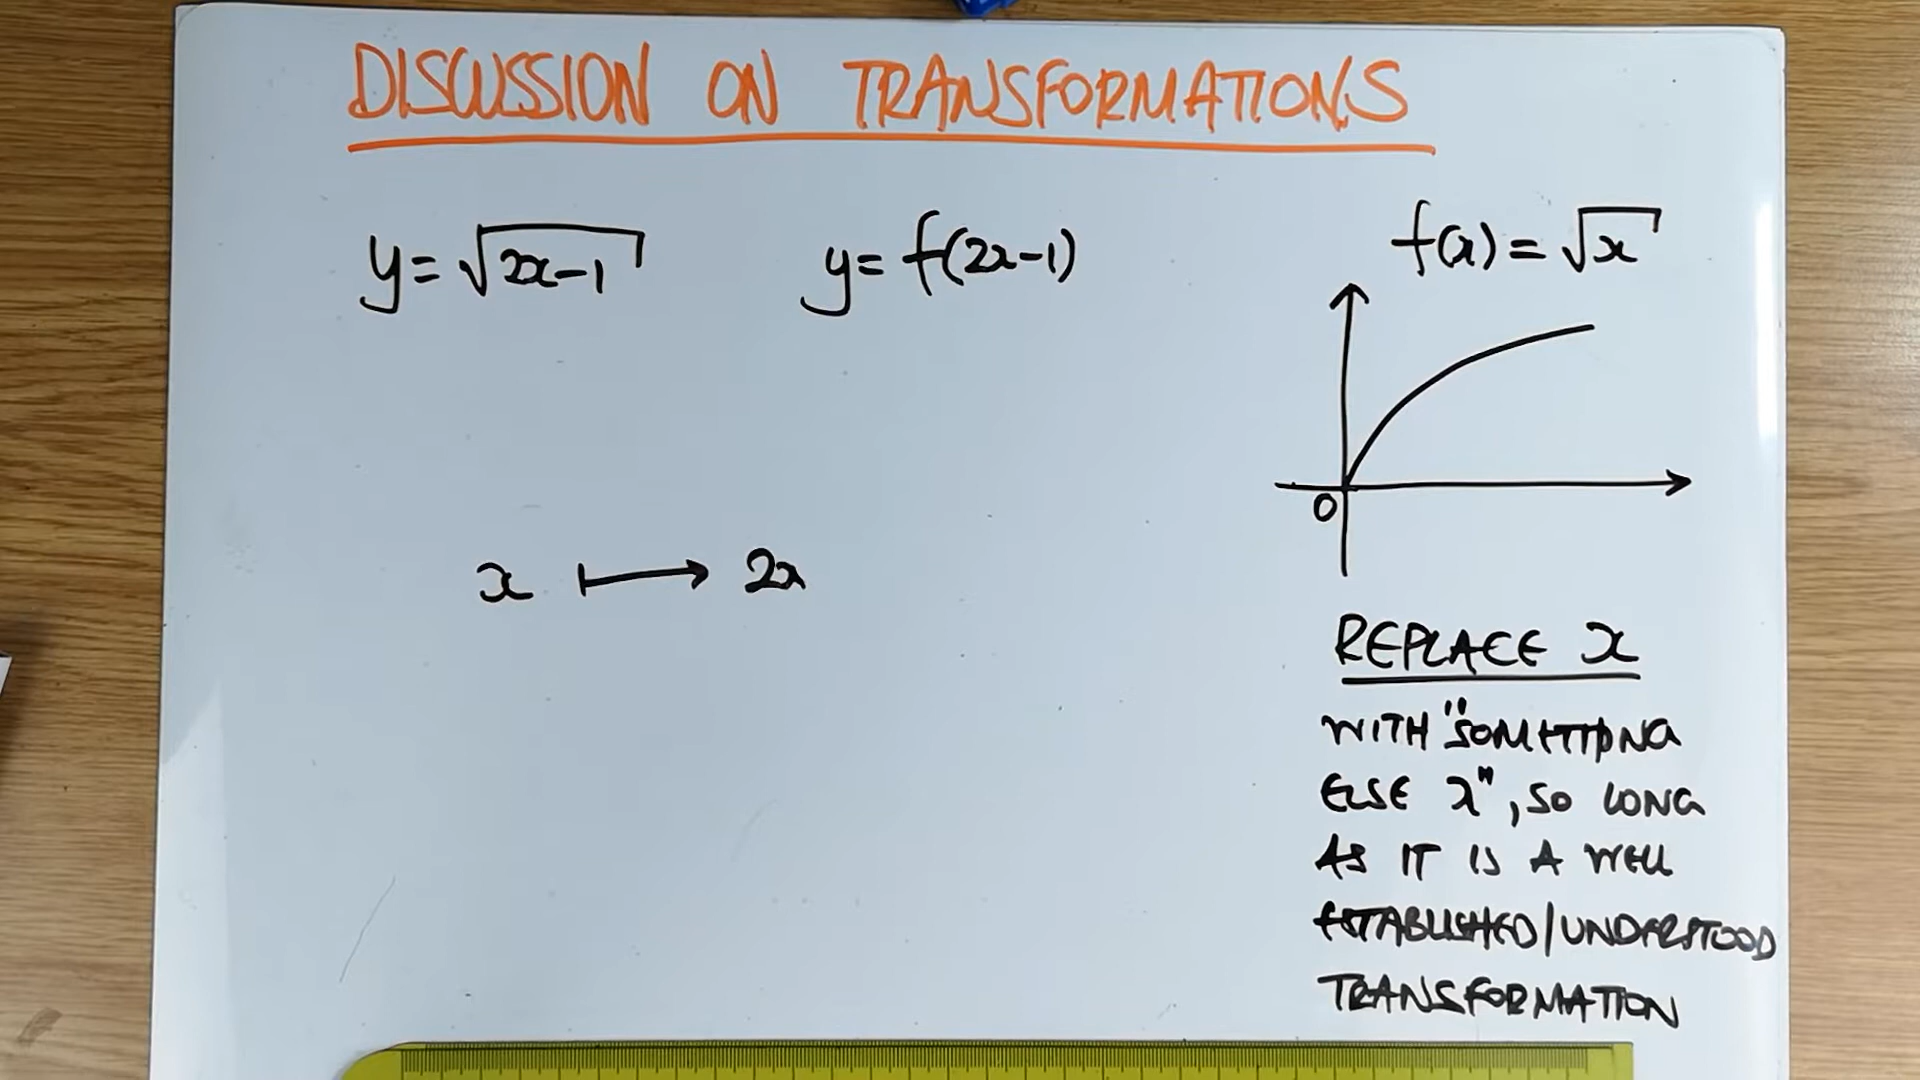 DISCUSSION ON TRANSFORMATIONS
y = √(2x-1) y = f(2x-1) f(x) = √x
0
x ⟼ 2x
REPLACE x
WITH "SOMETHING
ELSE x", SO LONG
AS IT IS A WELL
ESTABLISHED/UNDERSTOOD
TRANSFORMATION